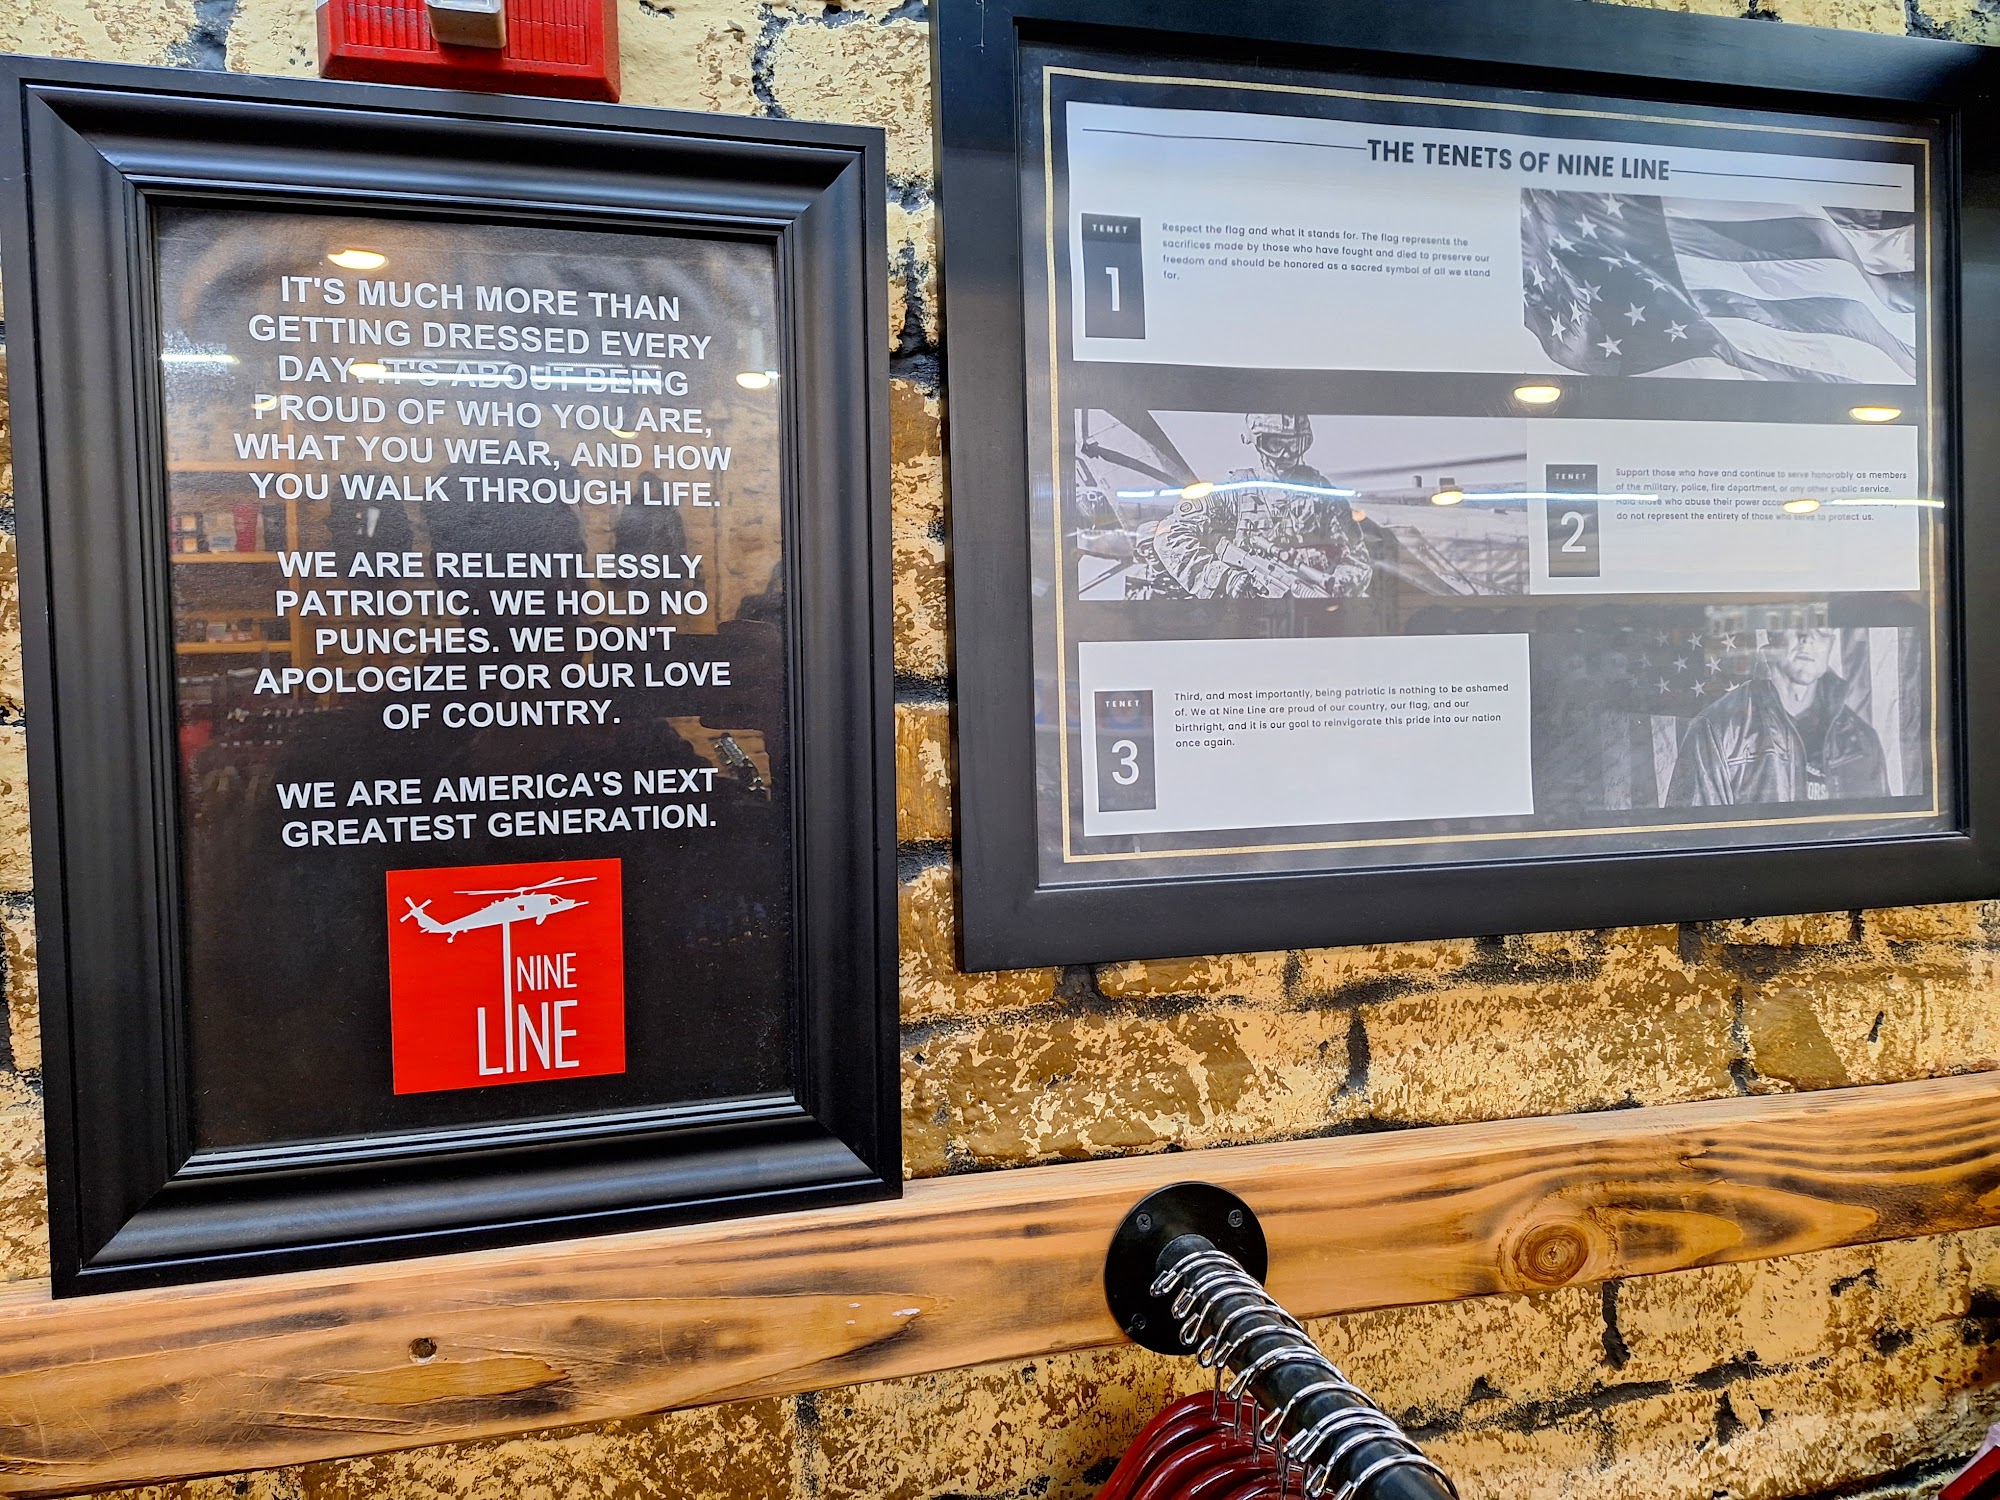 IT'S MUCH MORE THAN
GETTING DRESSED EVERY
DAY. IT'S ABOUT BEING
PROUD OF WHO YOU ARE,
WHAT YOU WEAR, AND HOW
YOU WALK THROUGH LIFE.
WE ARE RELENTLESSLY
PATRIOTIC. WE HOLD NO
PUNCHES. WE DON'T
APOLOGIZE FOR OUR LOVE
OF COUNTRY.
WE ARE AMERICA'S NEXT
GREATEST GENERATION.
NINE
LINE
THE TENETS OF NINE LINE
TENET
1
Respect the flag and what it stands for. The flag represents the
sacrifices made by those who have fought and died to preserve our
freedom and should be honored as a sacred symbol of all we stand
for.
TENET
2
Support those who have and continue to serve honorably as members
of the military, police, fire department, or any other public service.
Hold those who abuse their power
do not represent the entirety of those who serve to protect us.
TENET
3
Third, and most importantly, being patriotic is nothing to be ashamed
of. We at Nine Line are proud of our country, our flag, and our
birthright, and it is our goal to reinvigorate this pride into our nation
once again.